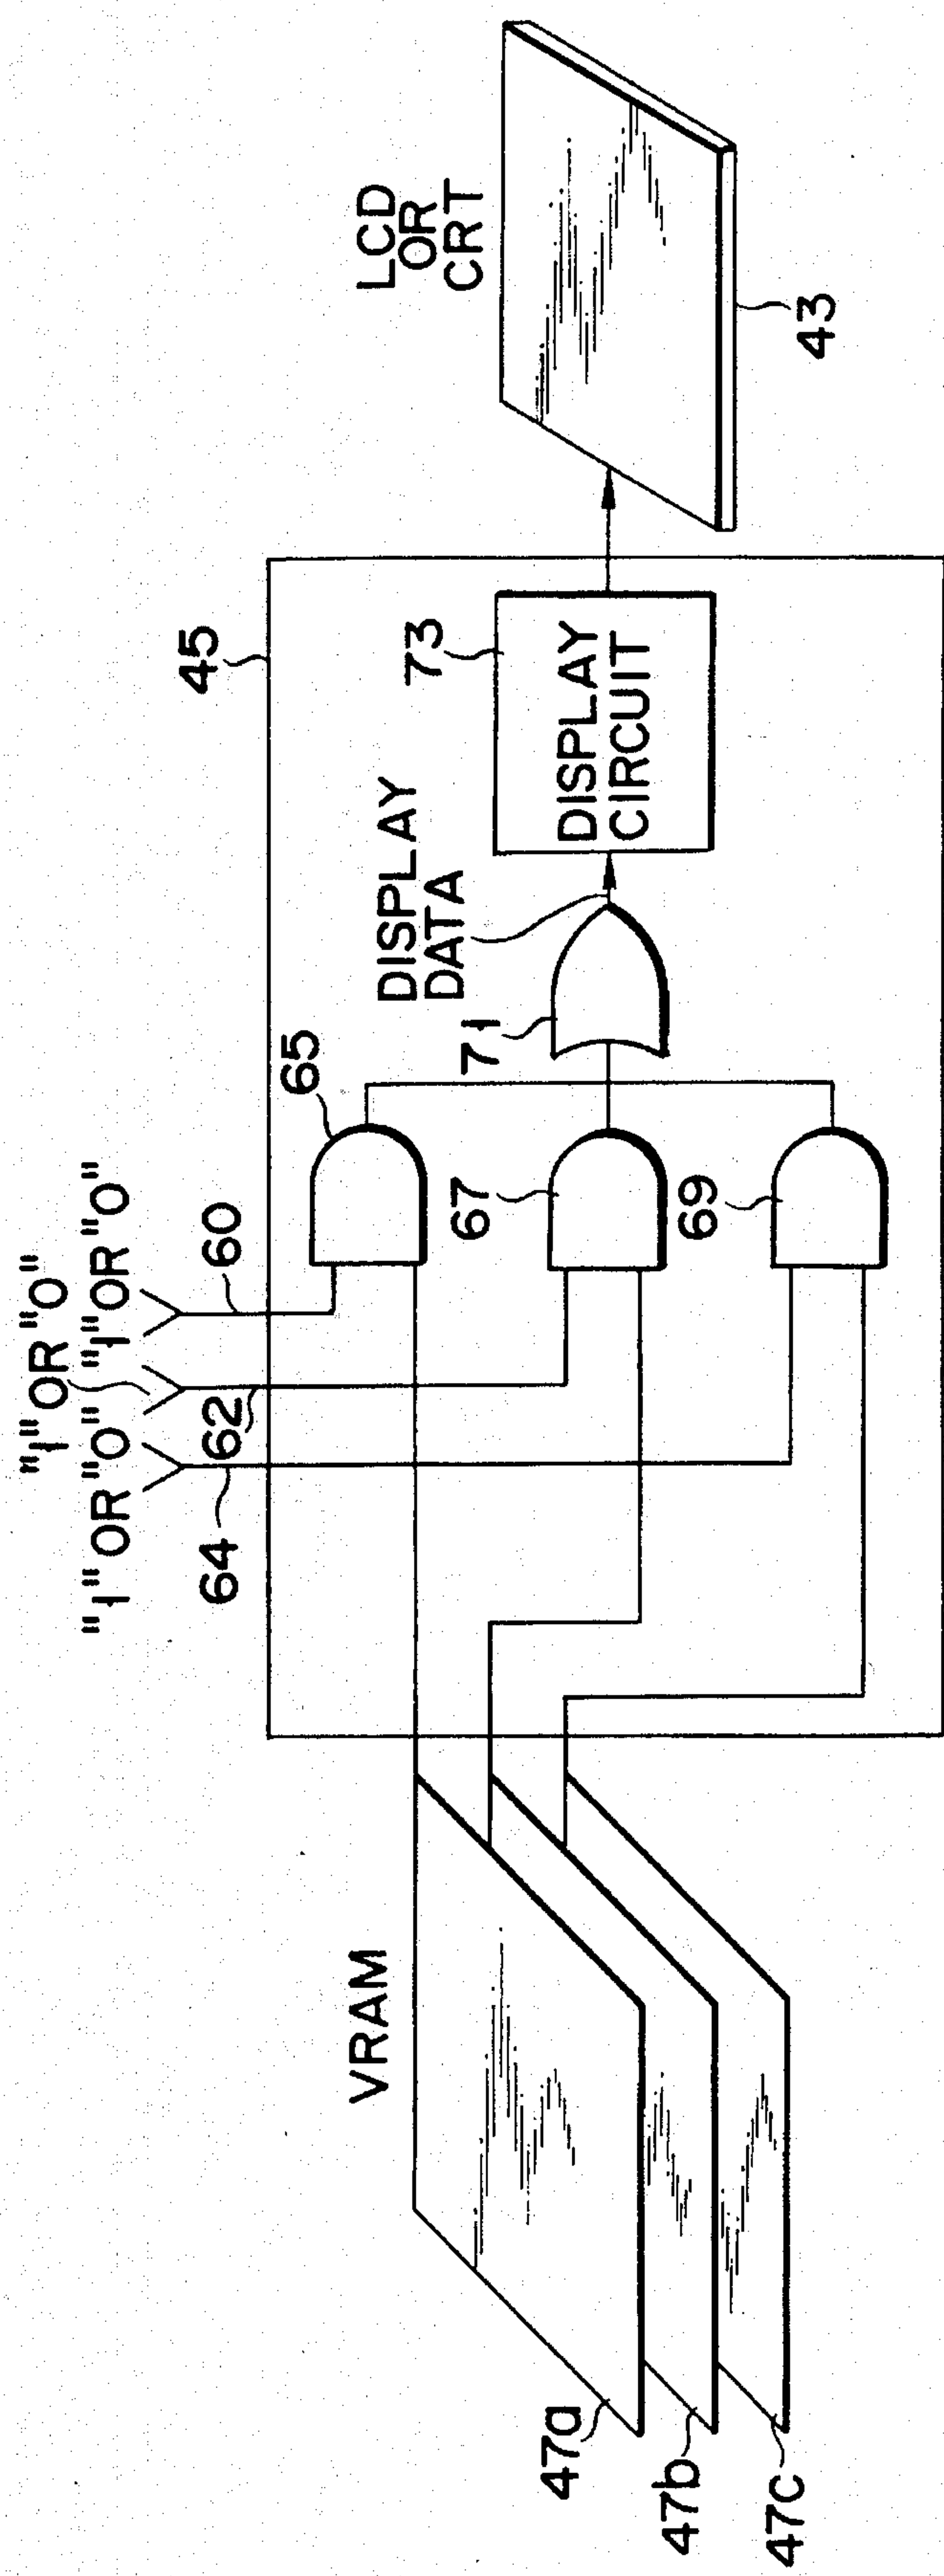 "1" OR "0"
"1" OR "0"
"1" OR "0"
64
62
60
45
65
67
69
71
DISPLAY
DATA
73
DISPLAY
CIRCUIT
LCD
OR
CRT
43
VRAM
47a
47b
47c